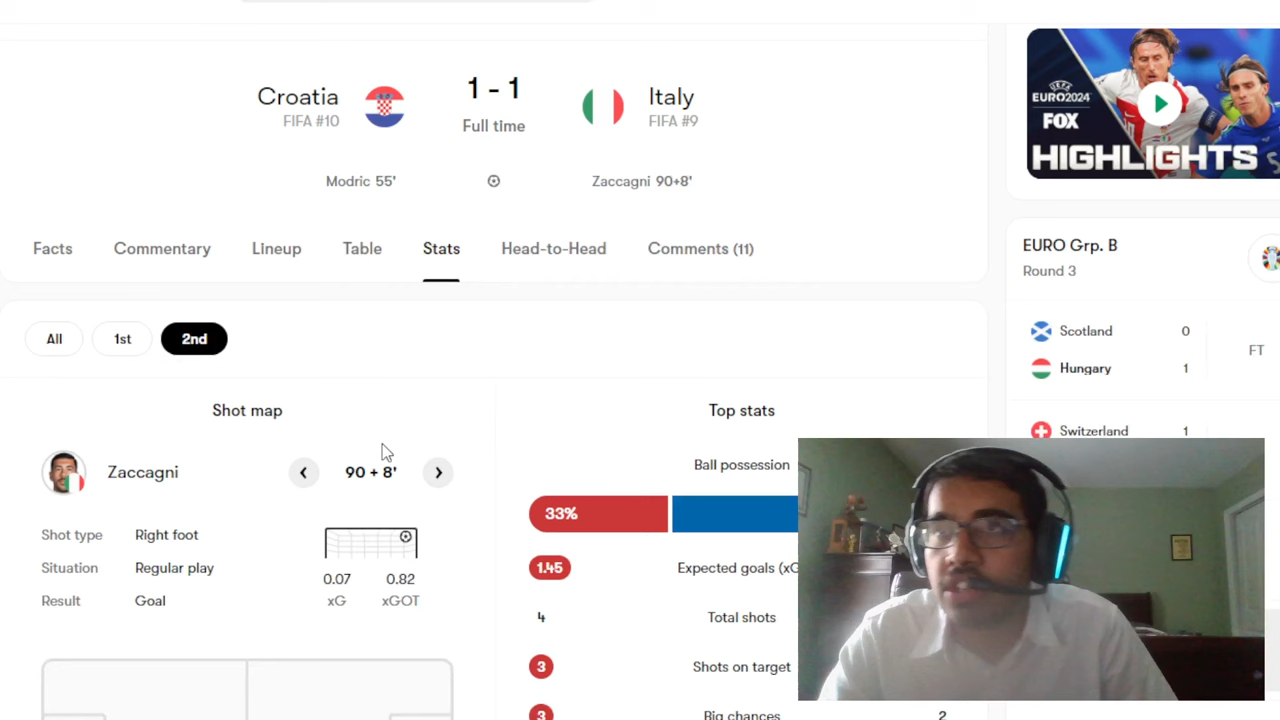 Croatia
FIFA #10
1 - 1
Full time
Italy
FIFA #9
Modric 55'
Zaccagni 90+8'
Facts
Commentary
Lineup
Table
Stats
Head-to-Head
Comments (11)
All
1st
2nd
Shot map
Zaccagni
90 + 8'
Shot type
Right foot
Situation
Regular play
Result
Goal
0.07
0.82
xG
xGOT
Top stats
Ball possession
33%
1.45
Expected goals (xG
4
Total shots
3
Shots on target
3
Big chances
2
UEFA
EURO2024
FOX
HIGHLIGHTS
EURO Grp. B
Round 3
Scotland
0
FT
Hungary
1
Switzerland
1